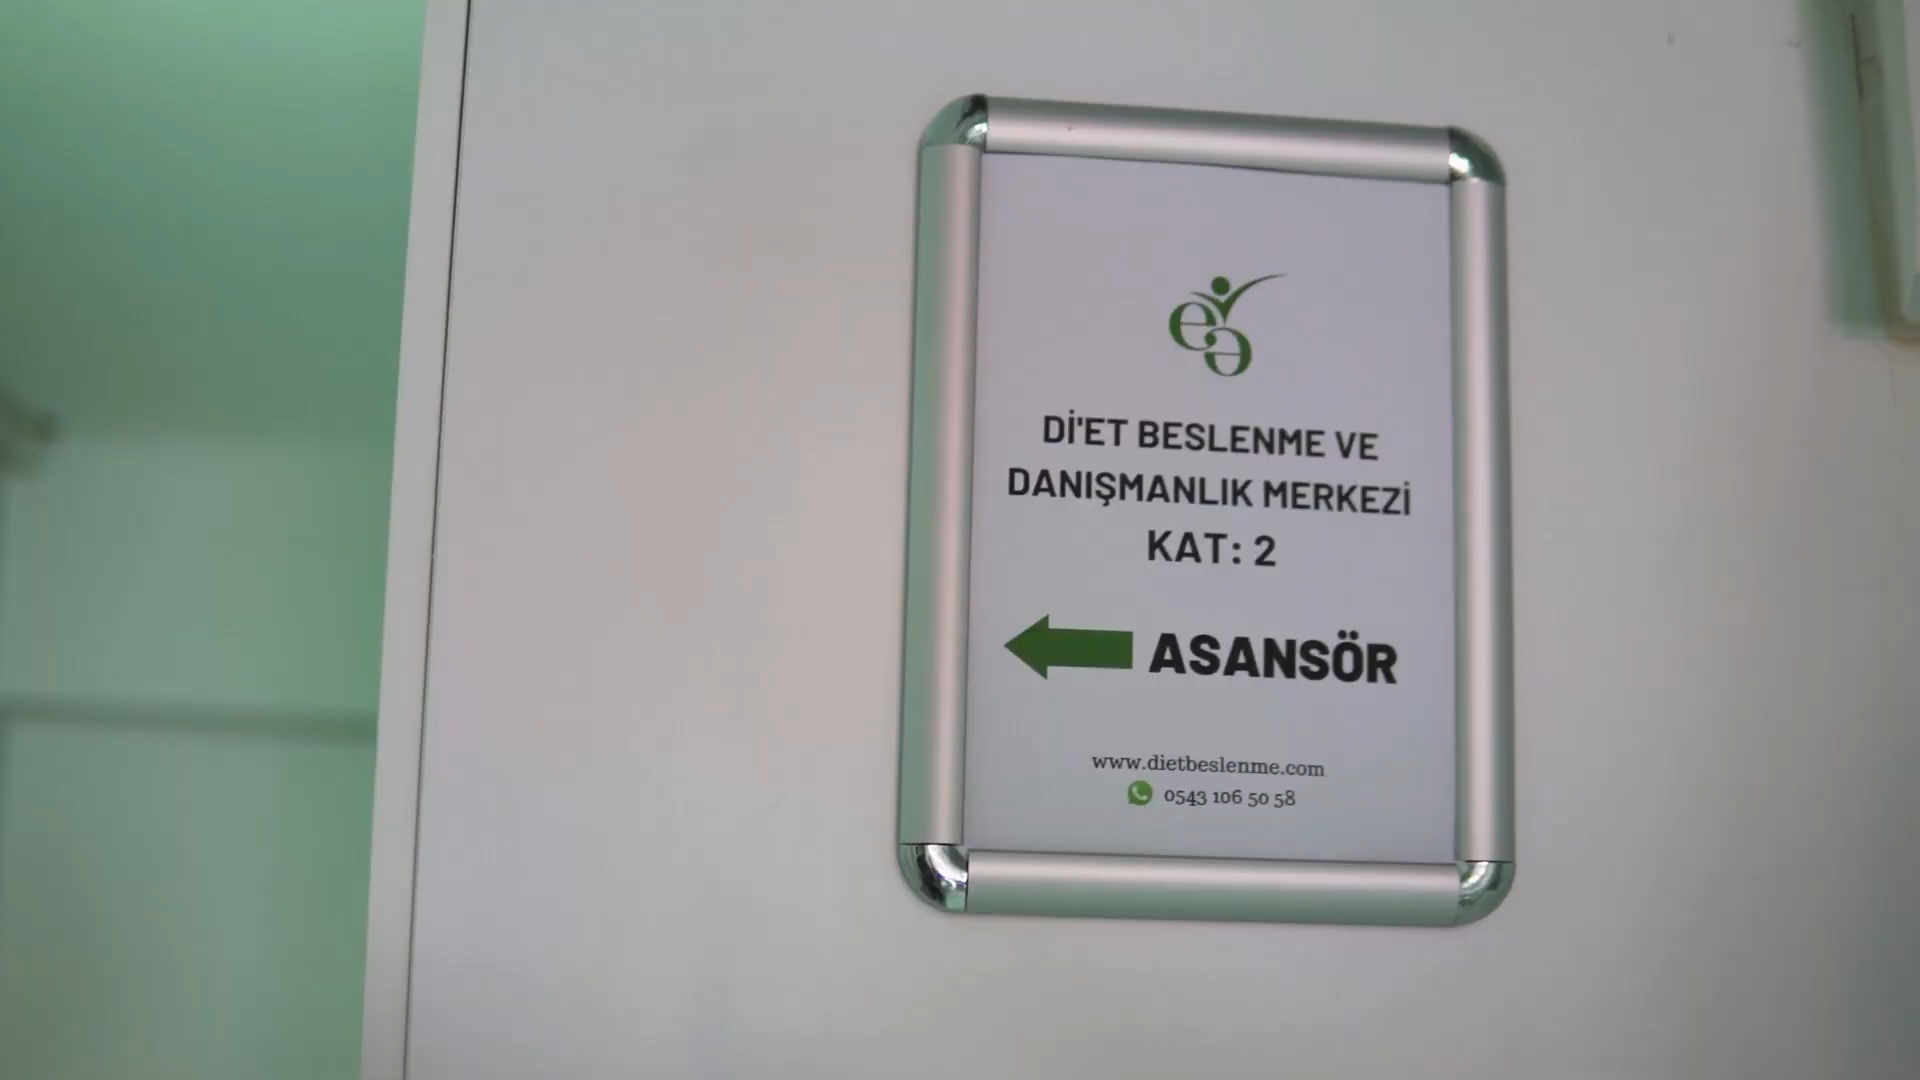 Dİ'ET BESLENME VE
DANIŞMANLIK MERKEZİ
KAT: 2
ASANSÖR
www.dietbeslenme.com
0543 106 50 58